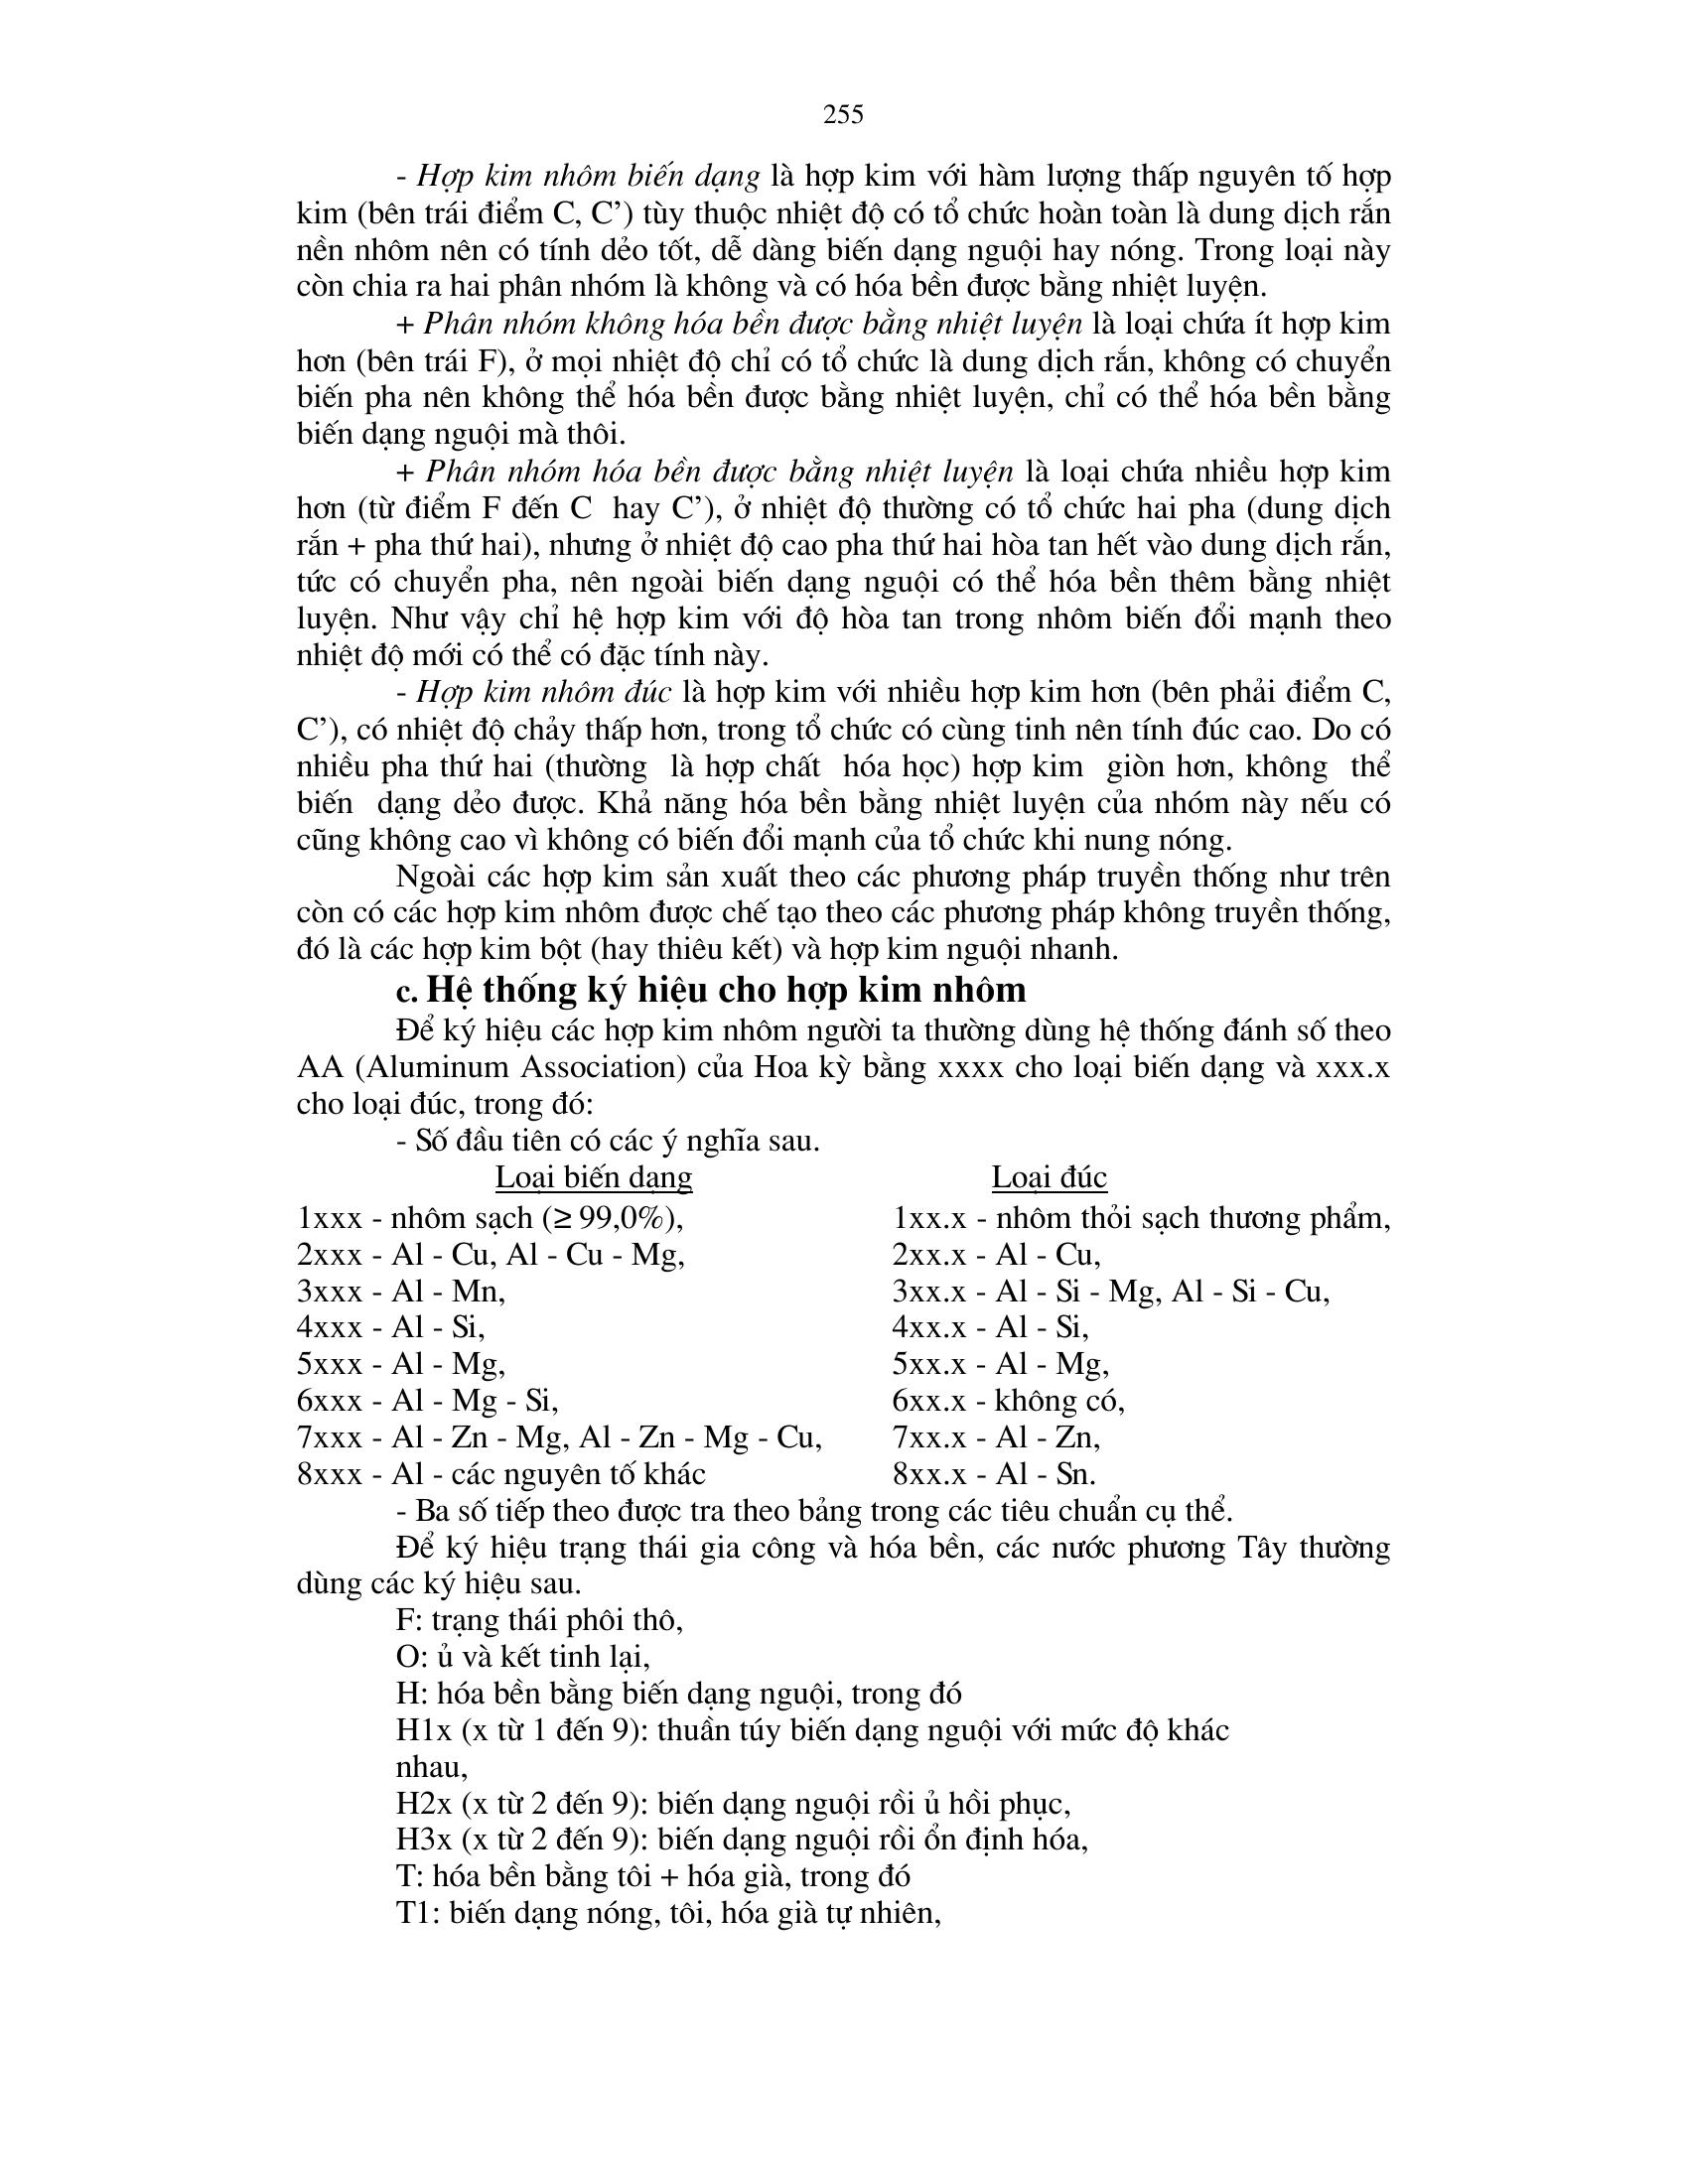 255
- Hợp kim nhôm biến dạng là hợp kim với hàm lượng thấp nguyên tố hợp
kim (bên trái điểm C, C’) tùy thuộc nhiệt độ có tổ chức hoàn toàn là dung dịch rắn
nền nhôm nên có tính dẻo tốt, dễ dàng biến dạng nguội hay nóng. Trong loại này
còn chia ra hai phân nhóm là không và có hóa bền được bằng nhiệt luyện.
+ Phân nhóm không hóa bền được bằng nhiệt luyện là loại chứa ít hợp kim
hơn (bên trái F), ở mọi nhiệt độ chỉ có tổ chức là dung dịch rắn, không có chuyển
biến pha nên không thể hóa bền được bằng nhiệt luyện, chỉ có thể hóa bền bằng
biến dạng nguội mà thôi.
+ Phân nhóm hóa bền được bằng nhiệt luyện là loại chứa nhiều hợp kim
hơn (từ điểm F đến C hay C’), ở nhiệt độ thường có tổ chức hai pha (dung dịch
rắn + pha thứ hai), nhưng ở nhiệt độ cao pha thứ hai hòa tan hết vào dung dịch rắn,
tức có chuyển pha, nên ngoài biến dạng nguội có thể hóa bền thêm bằng nhiệt
luyện. Như vậy chỉ hệ hợp kim với độ hòa tan trong nhôm biến đổi mạnh theo
nhiệt độ mới có thể có đặc tính này.
- Hợp kim nhôm đúc là hợp kim với nhiều hợp kim hơn (bên phải điểm C,
C’), có nhiệt độ chảy thấp hơn, trong tổ chức có cùng tinh nên tính đúc cao. Do có
nhiều pha thứ hai (thường là hợp chất hóa học) hợp kim giòn hơn, không thể
biến dạng dẻo được. Khả năng hóa bền bằng nhiệt luyện của nhóm này nếu có
cũng không cao vì không có biến đổi mạnh của tổ chức khi nung nóng.
Ngoài các hợp kim sản xuất theo các phương pháp truyền thống như trên
còn có các hợp kim nhôm được chế tạo theo các phương pháp không truyền thống,
đó là các hợp kim bột (hay thiêu kết) và hợp kim nguội nhanh.
c. Hệ thống ký hiệu cho hợp kim nhôm
Để ký hiệu các hợp kim nhôm người ta thường dùng hệ thống đánh số theo
AA (Aluminum Association) của Hoa kỳ bằng xxxx cho loại biến dạng và xxx.x
cho loại đúc, trong đó:
- Số đầu tiên có các ý nghĩa sau.
Loại biến dạng Loại đúc
1xxx - nhôm sạch (≥ 99,0%), 1xx.x - nhôm thỏi sạch thương phẩm,
2xxx - Al - Cu, Al - Cu - Mg, 2xx.x - Al - Cu,
3xxx - Al - Mn, 3xx.x - Al - Si - Mg, Al - Si - Cu,
4xxx - Al - Si, 4xx.x - Al - Si,
5xxx - Al - Mg, 5xx.x - Al - Mg,
6xxx - Al - Mg - Si, 6xx.x - không có,
7xxx - Al - Zn - Mg, Al - Zn - Mg - Cu, 7xx.x - Al - Zn,
8xxx - Al - các nguyên tố khác 8xx.x - Al - Sn.
- Ba số tiếp theo được tra theo bảng trong các tiêu chuẩn cụ thể.
Để ký hiệu trạng thái gia công và hóa bền, các nước phương Tây thường
dùng các ký hiệu sau.
F: trạng thái phôi thô,
O: ủ và kết tinh lại,
H: hóa bền bằng biến dạng nguội, trong đó
H1x (x từ 1 đến 9): thuần túy biến dạng nguội với mức độ khác
nhau,
H2x (x từ 2 đến 9): biến dạng nguội rồi ủ hồi phục,
H3x (x từ 2 đến 9): biến dạng nguội rồi ổn định hóa,
T: hóa bền bằng tôi + hóa già, trong đó
T1: biến dạng nóng, tôi, hóa già tự nhiên,